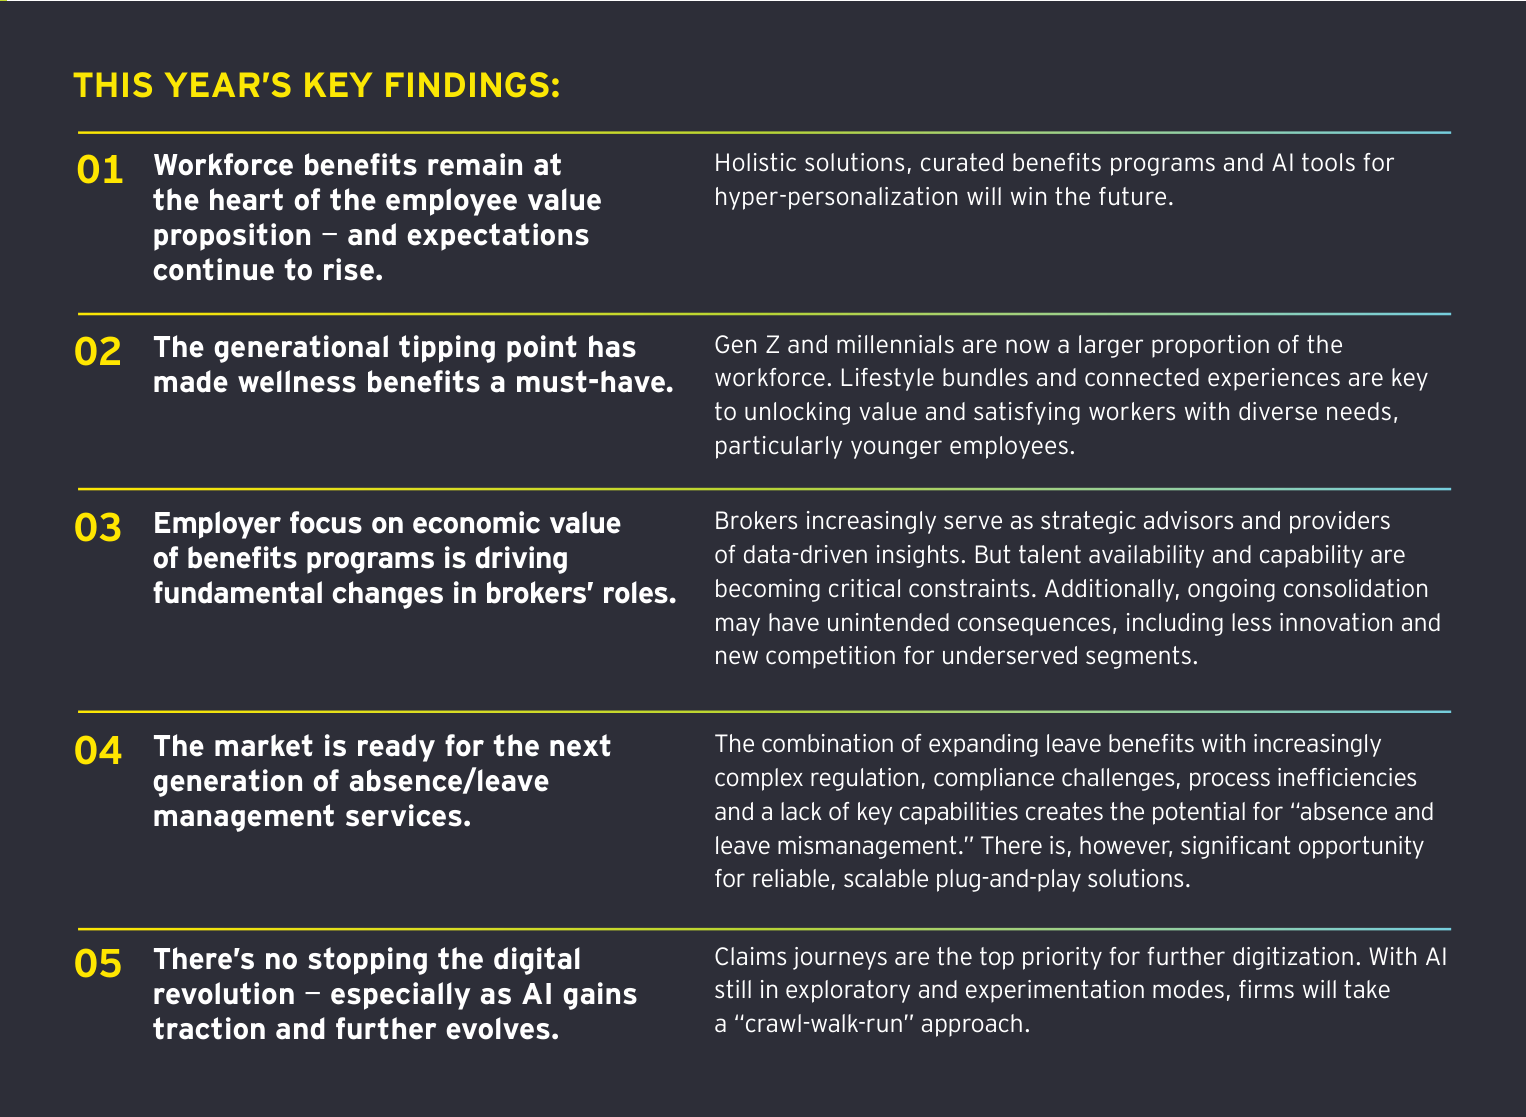 THIS YEAR'S KEY FINDINGS:
01
Workforce benefits remain at
the heart of the employee value
proposition — and expectations
continue to rise.
Holistic solutions, curated benefits programs and AI tools for
hyper-personalization will win the future.
02
The generational tipping point has
made wellness benefits a must-have.
Gen Z and millennials are now a larger proportion of the
workforce. Lifestyle bundles and connected experiences are key
to unlocking value and satisfying workers with diverse needs,
particularly younger employees.
03
Employer focus on economic value
of benefits programs is driving
fundamental changes in brokers' roles.
Brokers increasingly serve as strategic advisors and providers
of data-driven insights. But talent availability and capability are
becoming critical constraints. Additionally, ongoing consolidation
may have unintended consequences, including less innovation and
new competition for underserved segments.
04
The market is ready for the next
generation of absence/leave
management services.
The combination of expanding leave benefits with increasingly
complex regulation, compliance challenges, process inefficiencies
and a lack of key capabilities creates the potential for “absence and
leave mismanagement.” There is, however, significant opportunity
for reliable, scalable plug-and-play solutions.
05
There's no stopping the digital
revolution — especially as AI gains
traction and further evolves.
Claims journeys are the top priority for further digitization. With AI
still in exploratory and experimentation modes, firms will take
a “crawl-walk-run” approach.